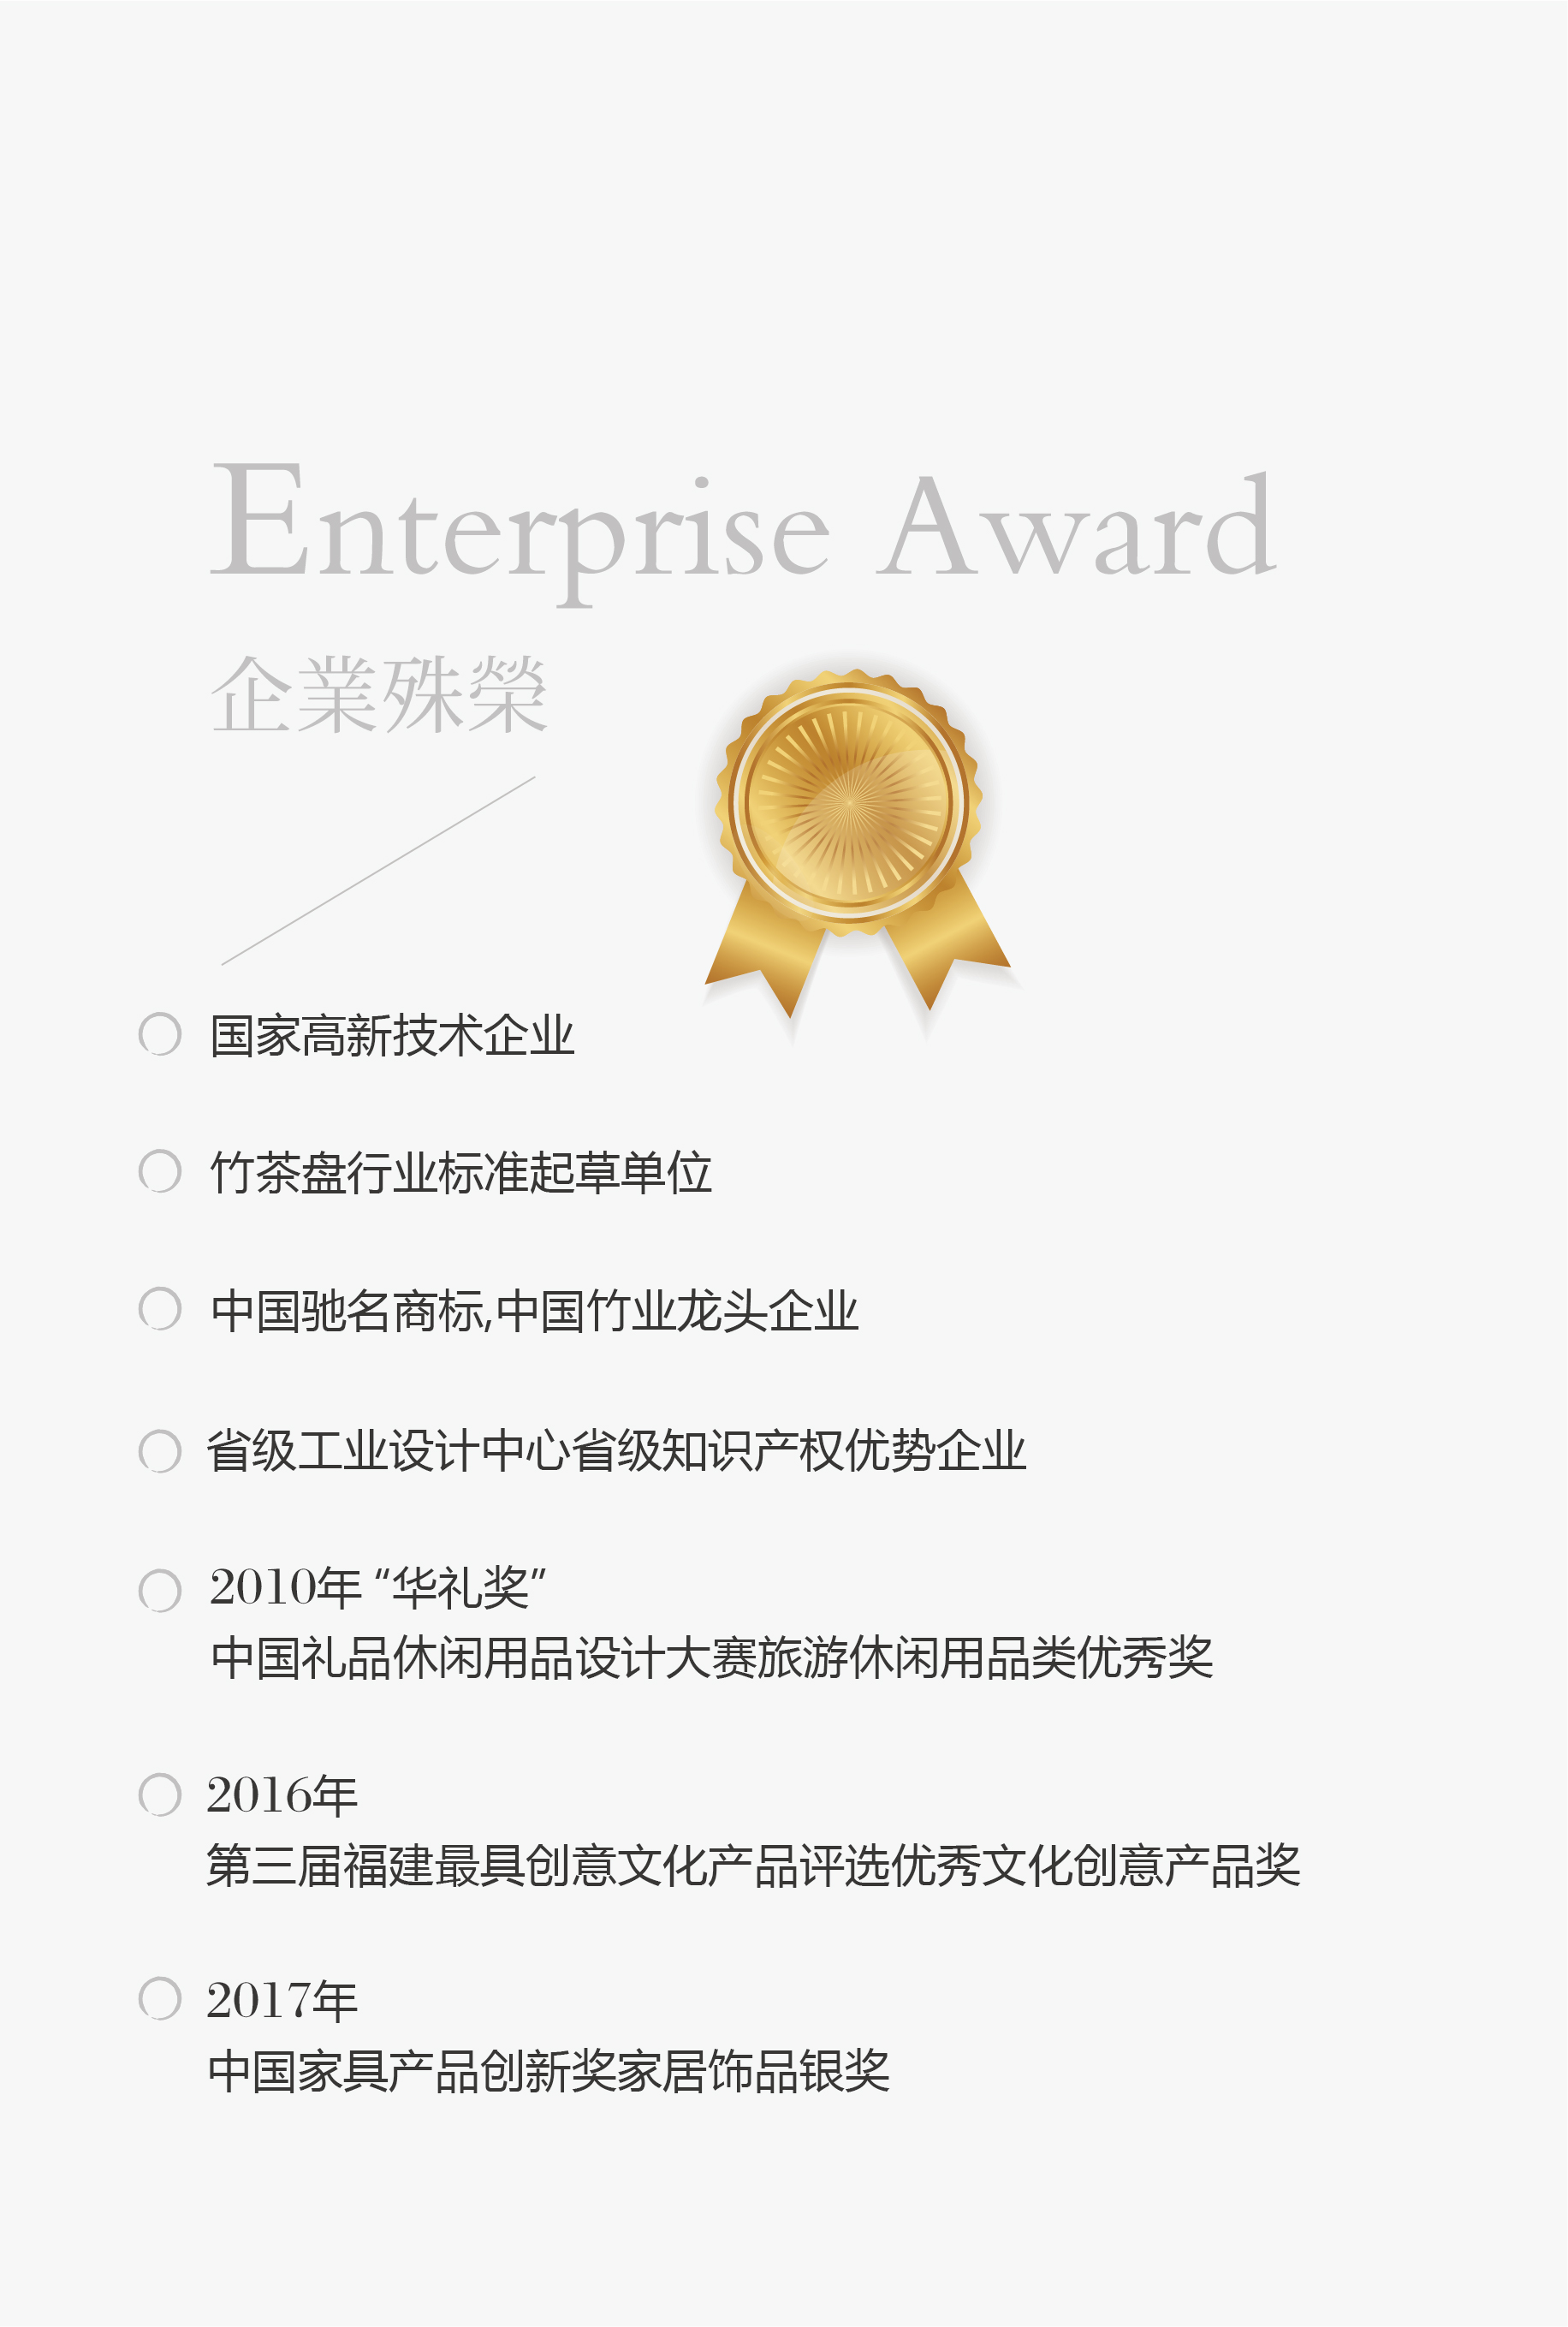 Enterprise Award
企業殊榮
国家高新技术企业
竹茶盘行业标准起草单位
中国驰名商标,中国竹业龙头企业
省级工业设计中心省级知识产权优势企业
2010年 “华礼奖”
中国礼品休闲用品设计大赛旅游休闲用品类优秀奖
2016年
第三届福建最具创意文化产品评选优秀文化创意产品奖
2017年
中国家具产品创新奖家居饰品银奖